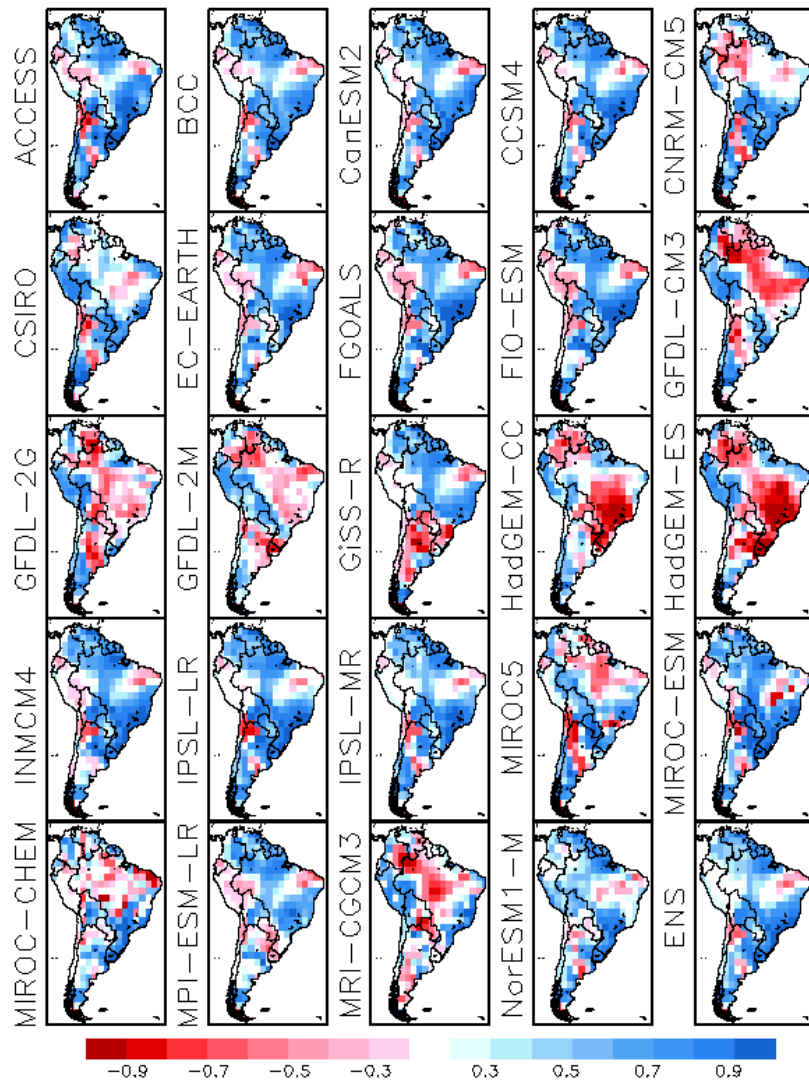 ACCESS
BCC
CanESM2
CCSM4
CNRM−CM5
CSIRO
EC−EARTH
FGOALS
FIO−ESM
GFDL−CM3
GFDL−2G
GFDL−2M
GiSS−R
HadGEM−CC
HadGEM−ES
INMCM4
IPSL−LR
IPSL−MR
MIROC5
MIROC−ESM
MIROC−CHEM
MPI−ESM−LR
MRI−CGCM3
NorESM1−M
ENS
−0.9 −0.7 −0.5 −0.3 0.3 0.5 0.7 0.9